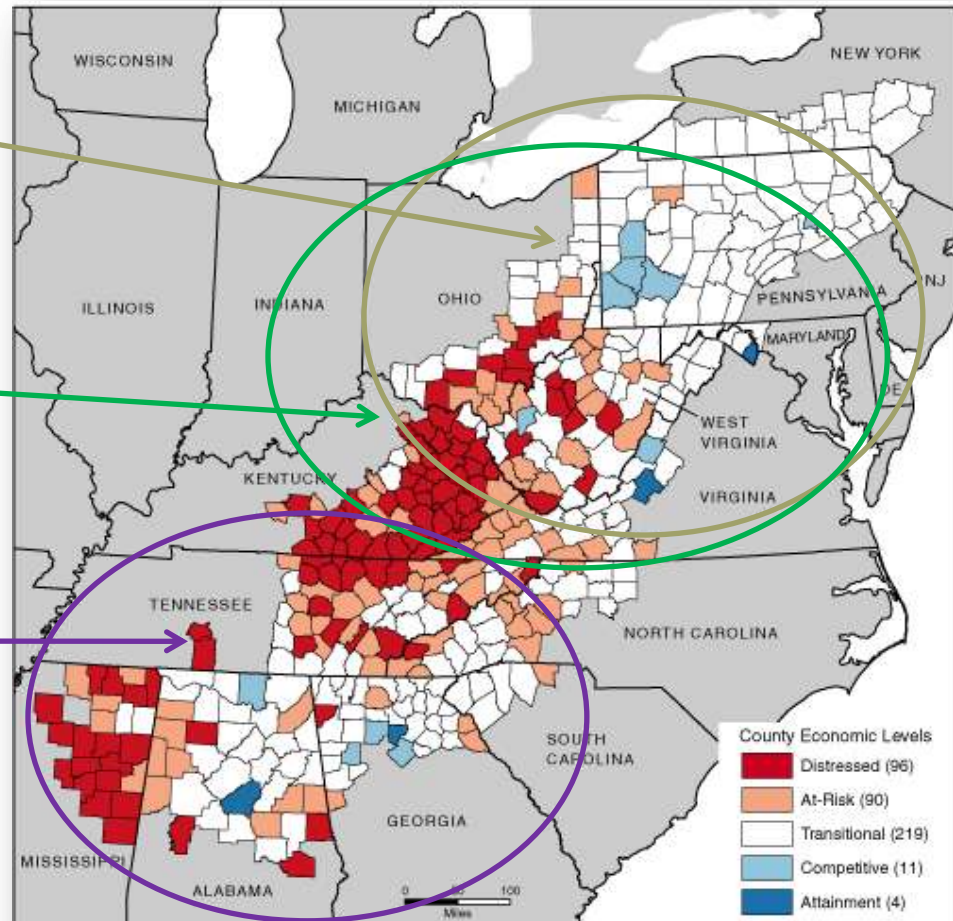 WISCONSIN
NEW YORK
MICHIGAN
ILLINOIS
INDIANA
OHIO
PENNSYLVANIA
NJ
MARYLAND
DE
WEST
VIRGINIA
KENTUCKY
VIRGINIA
TENNESSEE
NORTH CAROLINA
SOUTH
CAROLINA
GEORGIA
MISSISSIPPI
ALABAMA
0 50 100
Miles
County Economic Levels
Distressed (96)
At-Risk (90)
Transitional (219)
Competitive (11)
Attainment (4)